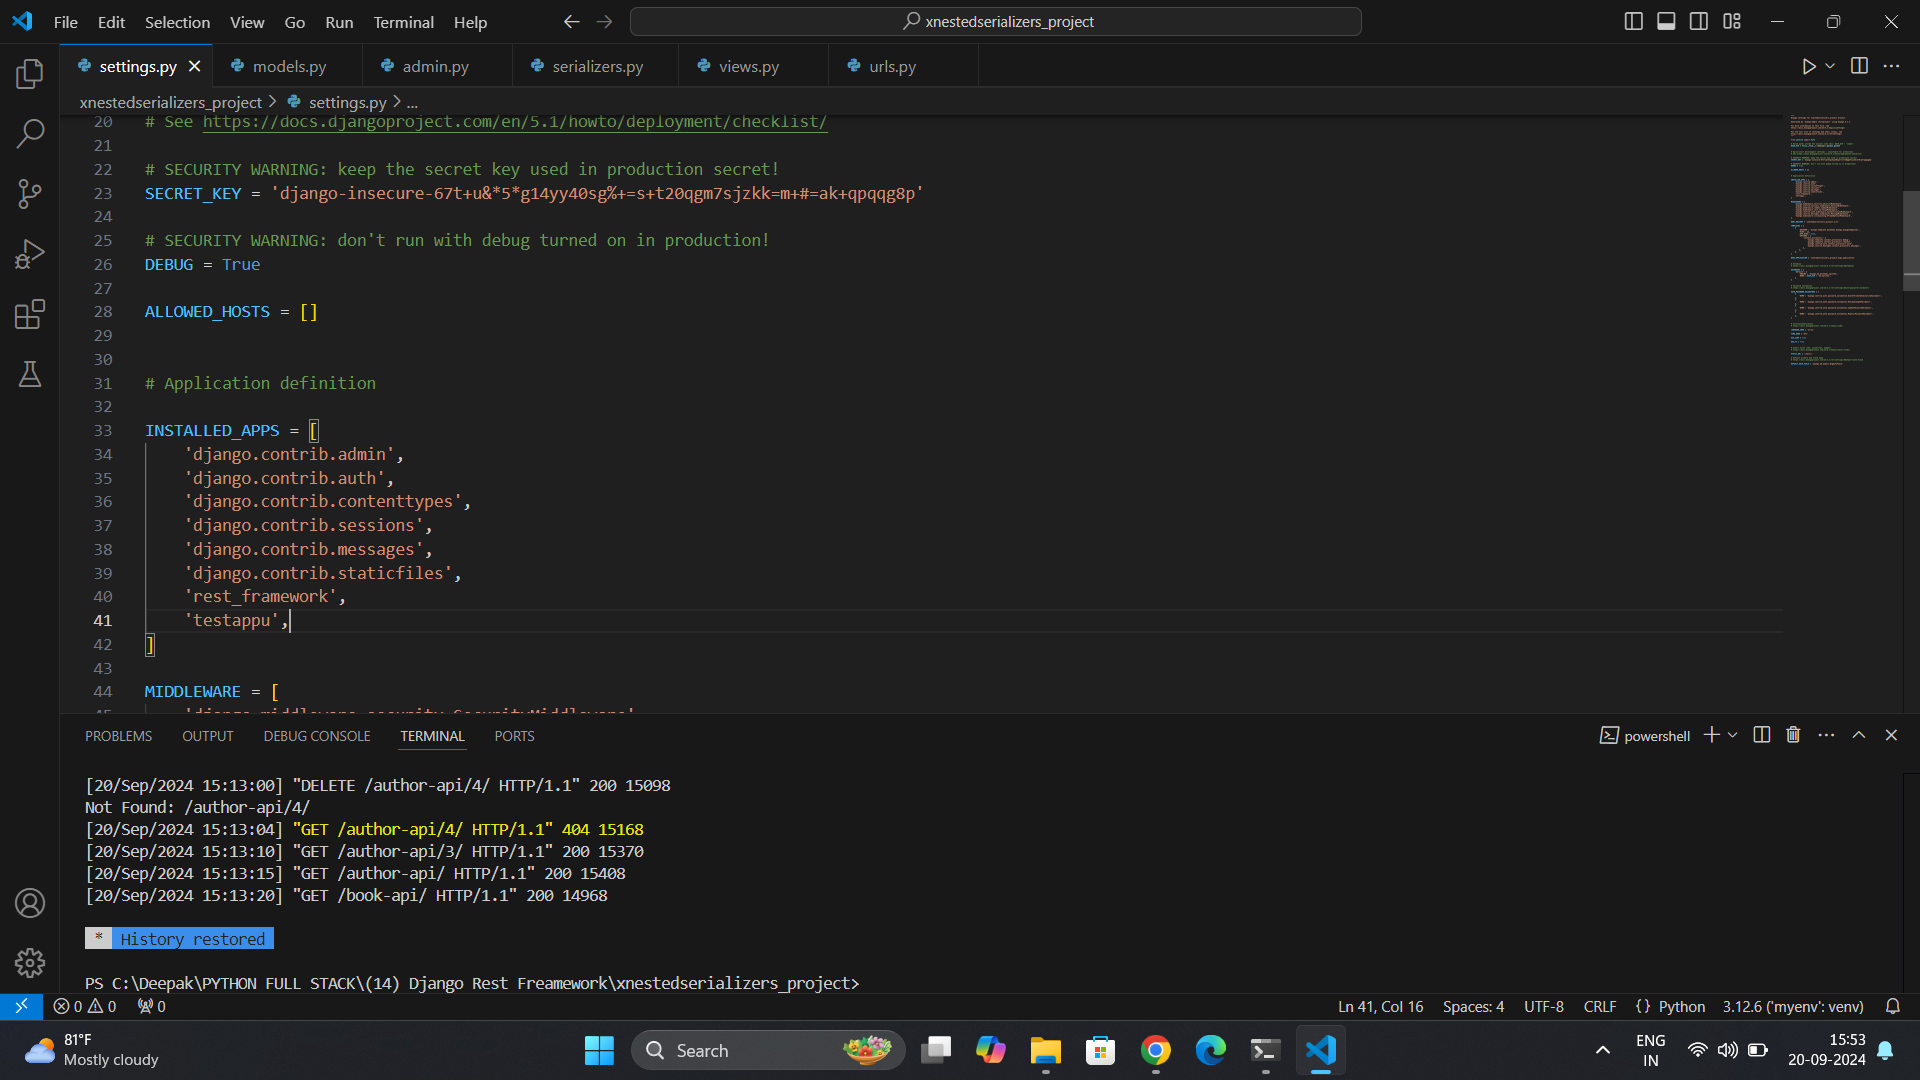 File Edit Selection View Go Run Terminal Help
xnestedserializers_project
settings.py models.py admin.py serializers.py views.py urls.py
xnestedserializers_project > settings.py > ...
20 # See https://docs.djangoproject.com/en/5.1/howto/deployment/checklist/
21
22 # SECURITY WARNING: keep the secret key used in production secret!
23 SECRET_KEY = 'django-insecure-67t+u&*5*g14yy40sg%+=s+t20qgm7sjzkk=m+#=ak+qpqqg8p'
24
25 # SECURITY WARNING: don't run with debug turned on in production!
26 DEBUG = True
27
28 ALLOWED_HOSTS = []
29
30
31 # Application definition
32
33 INSTALLED_APPS = [
34 'django.contrib.admin',
35 'django.contrib.auth',
36 'django.contrib.contenttypes',
37 'django.contrib.sessions',
38 'django.contrib.messages',
39 'django.contrib.staticfiles',
40 'rest_framework',
41 'testappu',
42 ]
43
44 MIDDLEWARE = [
45 'django.middleware.security.SecurityMiddleware',
PROBLEMS OUTPUT DEBUG CONSOLE TERMINAL PORTS
powershell
[20/Sep/2024 15:13:00] "DELETE /author-api/4/ HTTP/1.1" 200 15098
Not Found: /author-api/4/
[20/Sep/2024 15:13:04] "GET /author-api/4/ HTTP/1.1" 404 15168
[20/Sep/2024 15:13:10] "GET /author-api/3/ HTTP/1.1" 200 15370
[20/Sep/2024 15:13:15] "GET /author-api/ HTTP/1.1" 200 15408
[20/Sep/2024 15:13:20] "GET /book-api/ HTTP/1.1" 200 14968
* History restored
PS C:\Deepak\PYTHON FULL STACK\(14) Django Rest Freamework\xnestedserializers_project>
0 0 0
Ln 41, Col 16 Spaces: 4 UTF-8 CRLF {} Python 3.12.6 ('myenv': venv)
81°F
Mostly cloudy
Search
ENG
IN
15:53
20-09-2024